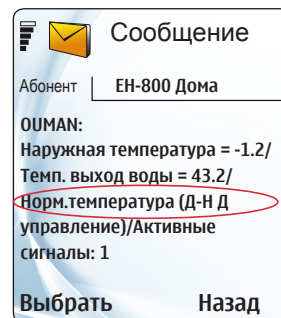 Сообщение
Абонент EH-800 Дома
OUMAN:
Наружная температура = -1.2/
Темп. выход воды = 43.2/
Норм.температура (Д-Н Д
управление)/Активные
сигналы: 1
Выбрать Назад